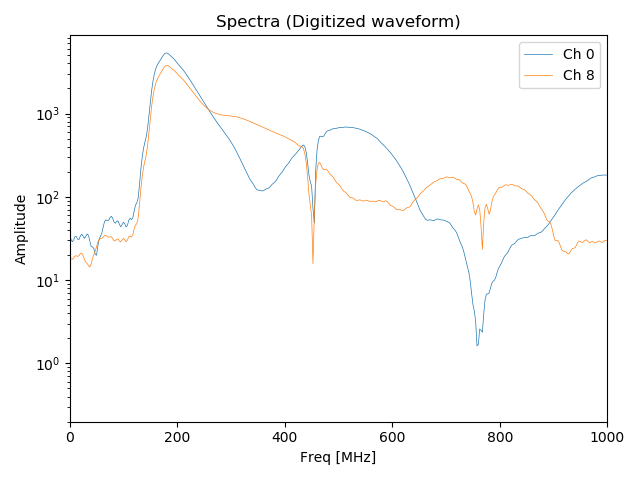 Spectra (Digitized waveform)
Ch 0
Ch 8
Amplitude
10³
10²
10¹
10⁰
0 200 400 600 800 1000
Freq [MHz]